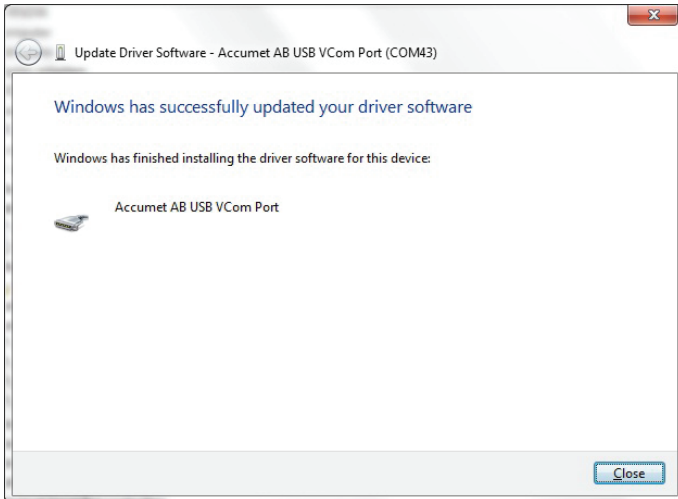 Update Driver Software - Accumet AB USB VCom Port (COM43)
Windows has successfully updated your driver software
Windows has finished installing the driver software for this device:
Accumet AB USB VCom Port
Close